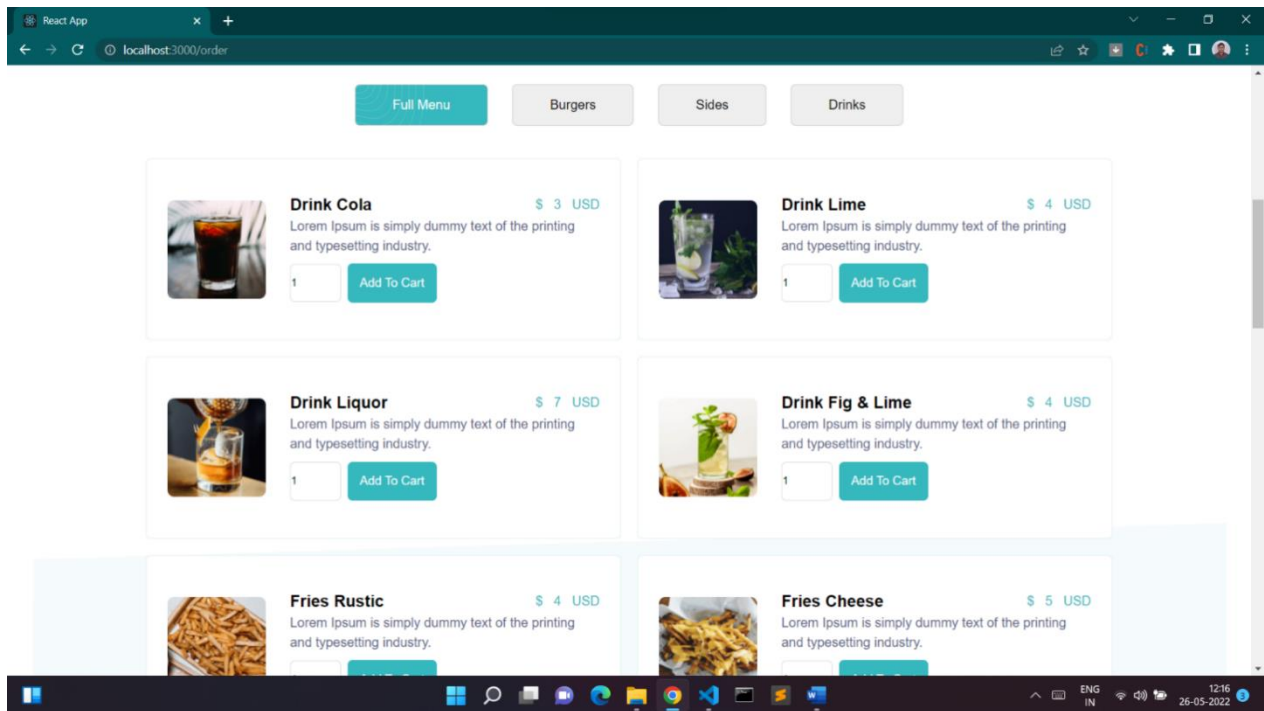 React App
localhost:3000/order
Full Menu
Burgers
Sides
Drinks
Drink Cola
$ 3 USD
Lorem Ipsum is simply dummy text of the printing
and typesetting industry.
1
Add To Cart
Drink Lime
$ 4 USD
Lorem Ipsum is simply dummy text of the printing
and typesetting industry.
1
Add To Cart
Drink Liquor
$ 7 USD
Lorem Ipsum is simply dummy text of the printing
and typesetting industry.
1
Add To Cart
Drink Fig & Lime
$ 4 USD
Lorem Ipsum is simply dummy text of the printing
and typesetting industry.
1
Add To Cart
Fries Rustic
$ 4 USD
Lorem Ipsum is simply dummy text of the printing
and typesetting industry.
Fries Cheese
$ 5 USD
Lorem Ipsum is simply dummy text of the printing
and typesetting industry.
ENG
IN
12:16
26-05-2022
3